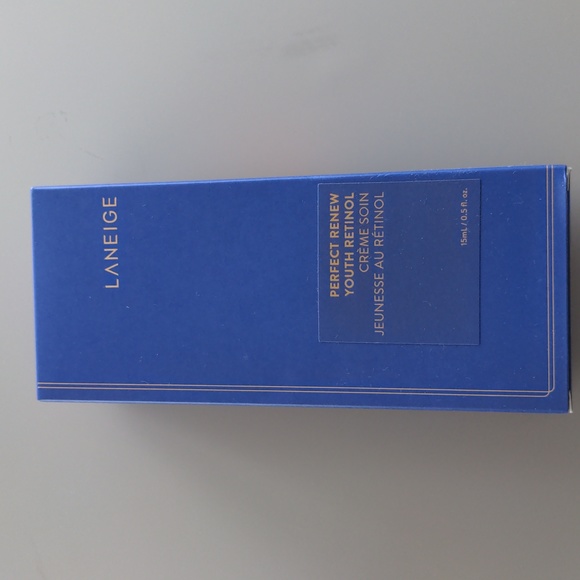 LANEIGE
PERFECT RENEW
YOUTH RETINOL
CRÈME SOIN
JEUNESSE AU RÉTINOL
15mL / 0.5 fl. oz.